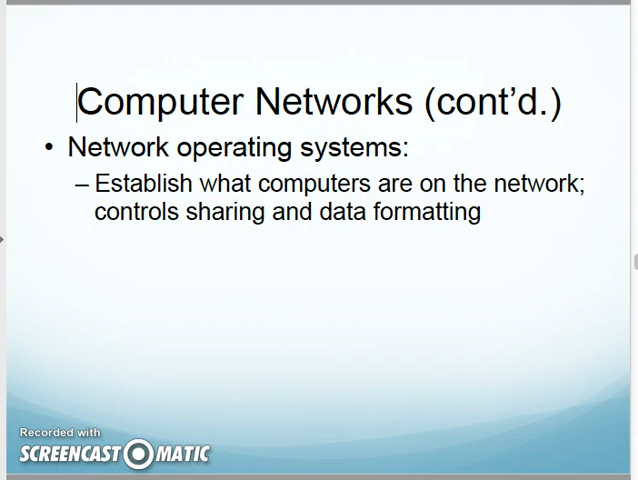 Computer Networks (cont’d.)
• Network operating systems:
– Establish what computers are on the network;
controls sharing and data formatting
Recorded with
SCREENCAST MATIC